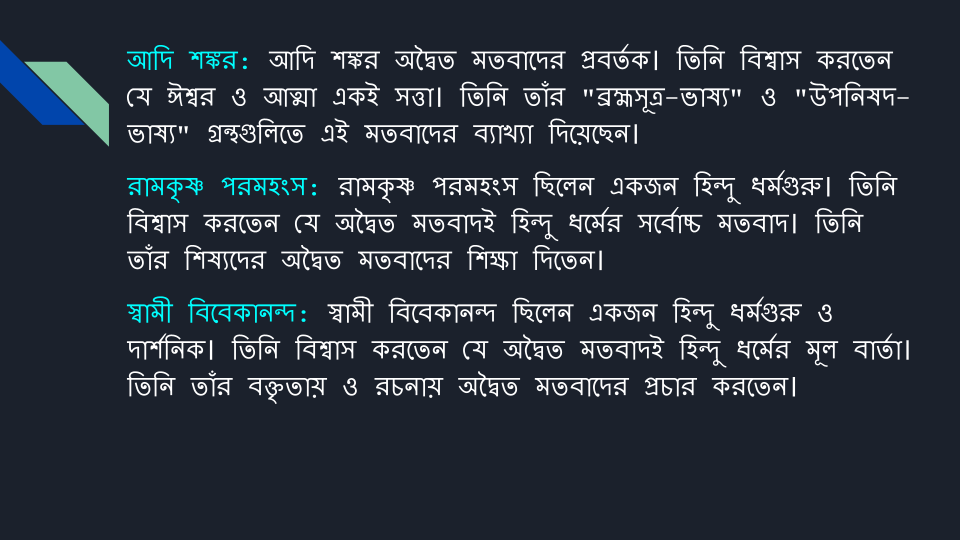 আদি শঙ্কর: আদি শঙ্কর অদ্বৈত মতবাদের প্রবর্তক। তিনি বিশ্বাস করতেন
যে ঈশ্বর ও আত্মা একই সত্তা। তিনি তাঁর "ব্রহ্মসূত্র-ভাষ্য" ও "উপনিষদ-
ভাষ্য" গ্রন্থগুলিতে এই মতবাদের ব্যাখ্যা দিয়েছেন।
রামকৃষ্ণ পরমহংস: রামকৃষ্ণ পরমহংস ছিলেন একজন হিন্দু ধর্মগুরু। তিনি
বিশ্বাস করতেন যে অদ্বৈত মতবাদই হিন্দু ধর্মের সর্বোচ্চ মতবাদ। তিনি
তাঁর শিষ্যদের অদ্বৈত মতবাদের শিক্ষা দিতেন।
স্বামী বিবেকানন্দ: স্বামী বিবেকানন্দ ছিলেন একজন হিন্দু ধর্মগুরু ও
দার্শনিক। তিনি বিশ্বাস করতেন যে অদ্বৈত মতবাদই হিন্দু ধর্মের মূল বার্তা।
তিনি তাঁর বক্তৃতায় ও রচনায় অদ্বৈত মতবাদের প্রচার করতেন।